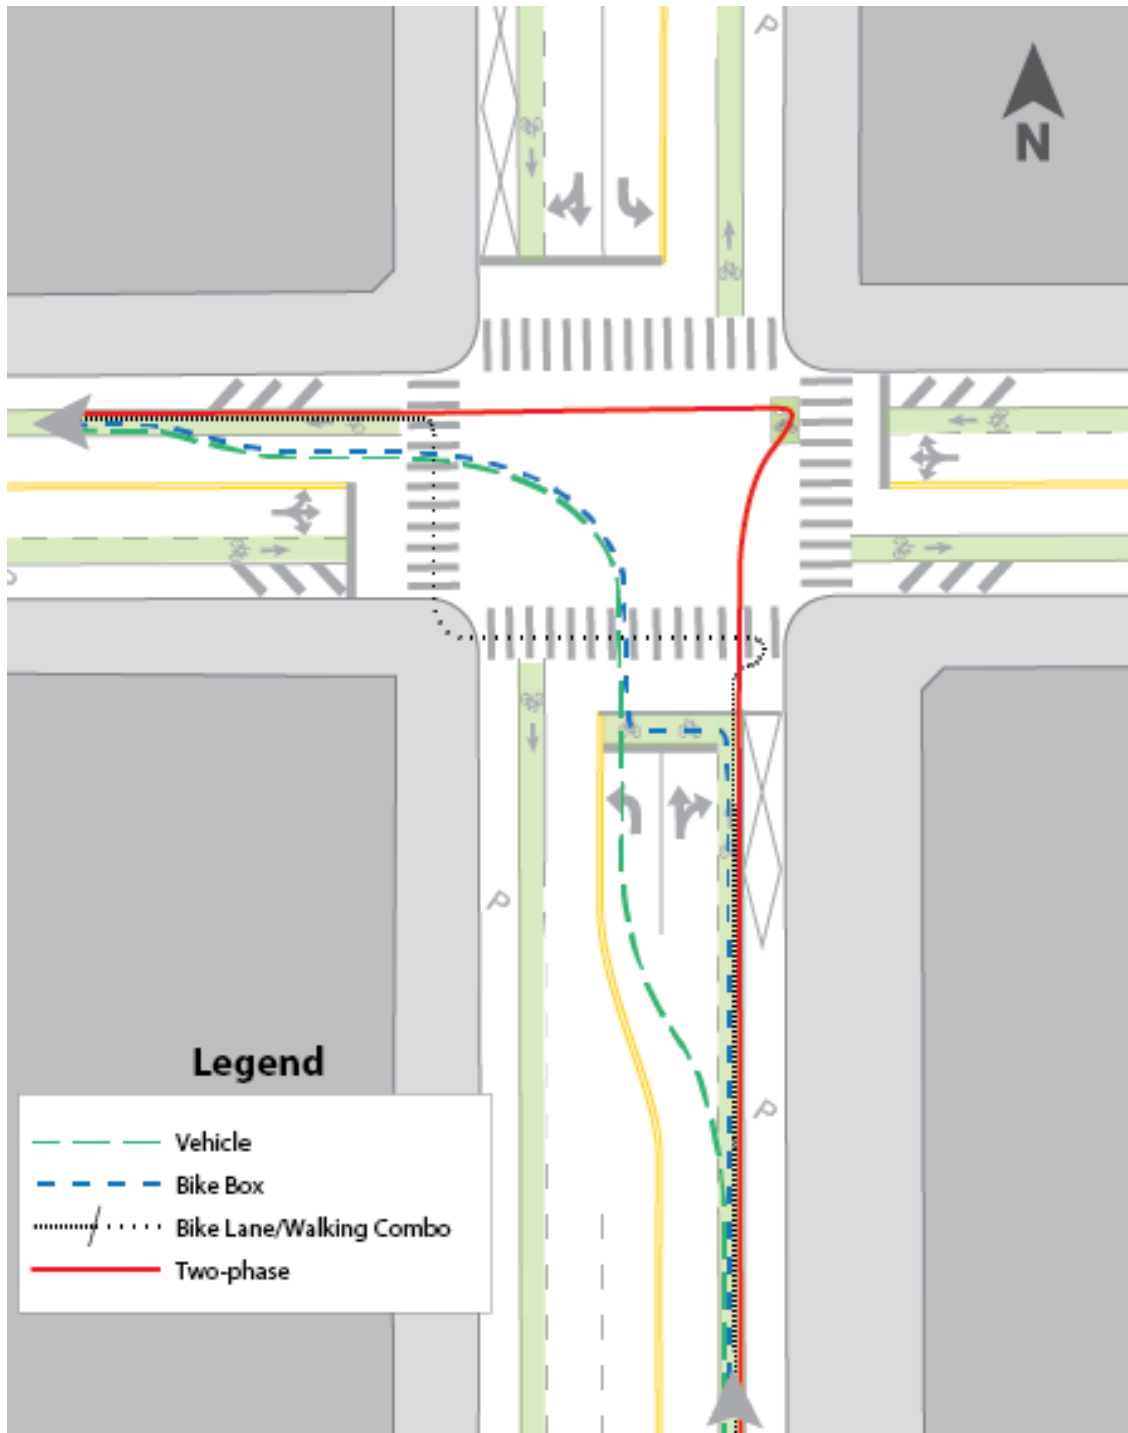 P
N
P
P
P
Legend
Vehicle
Bike Box
Bike Lane/Walking Combo
Two-phase